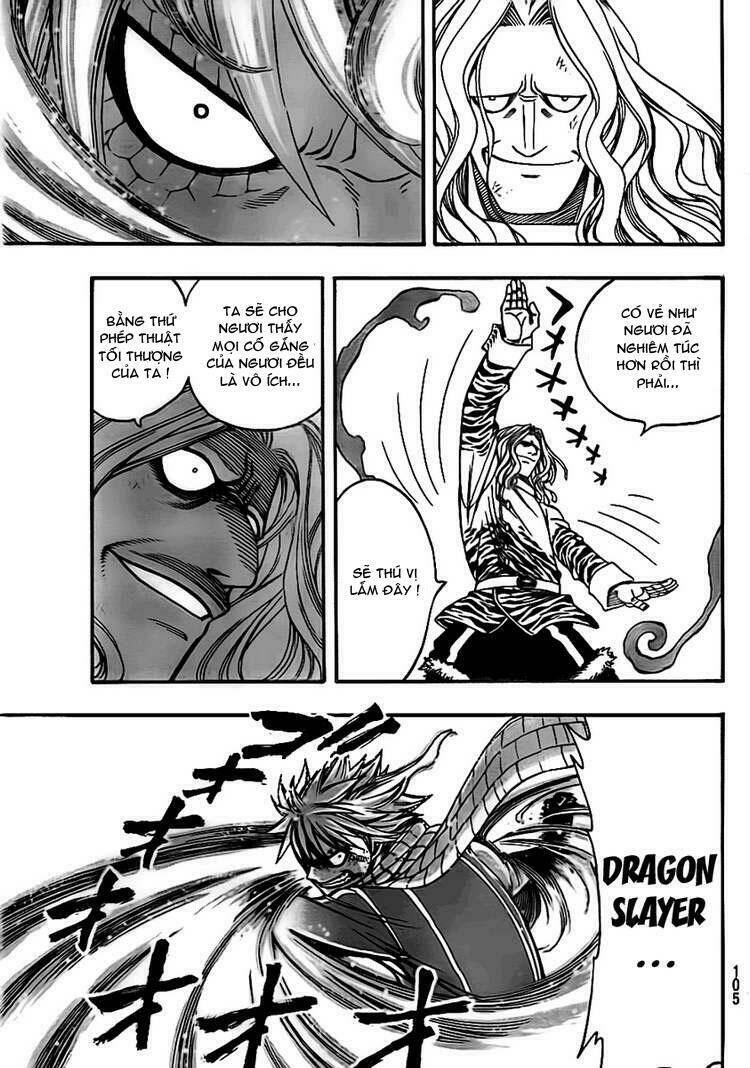 CÓ VẺ NHƯ
NGƯƠI ĐÃ
NGHIÊM TÚC
HƠN RỒI THÌ
PHẢI...
SẼ THÚ VỊ
LẮM ĐÂY !
TA SẼ CHO
NGƯƠI THẤY
MỌI CỐ GẮNG
CỦA NGƯƠI ĐỀU
LÀ VÔ ÍCH...
BẰNG THỨ
PHÉP THUẬT
TỐI THƯỢNG
CỦA TA !
DRAGON
SLAYER
...
105